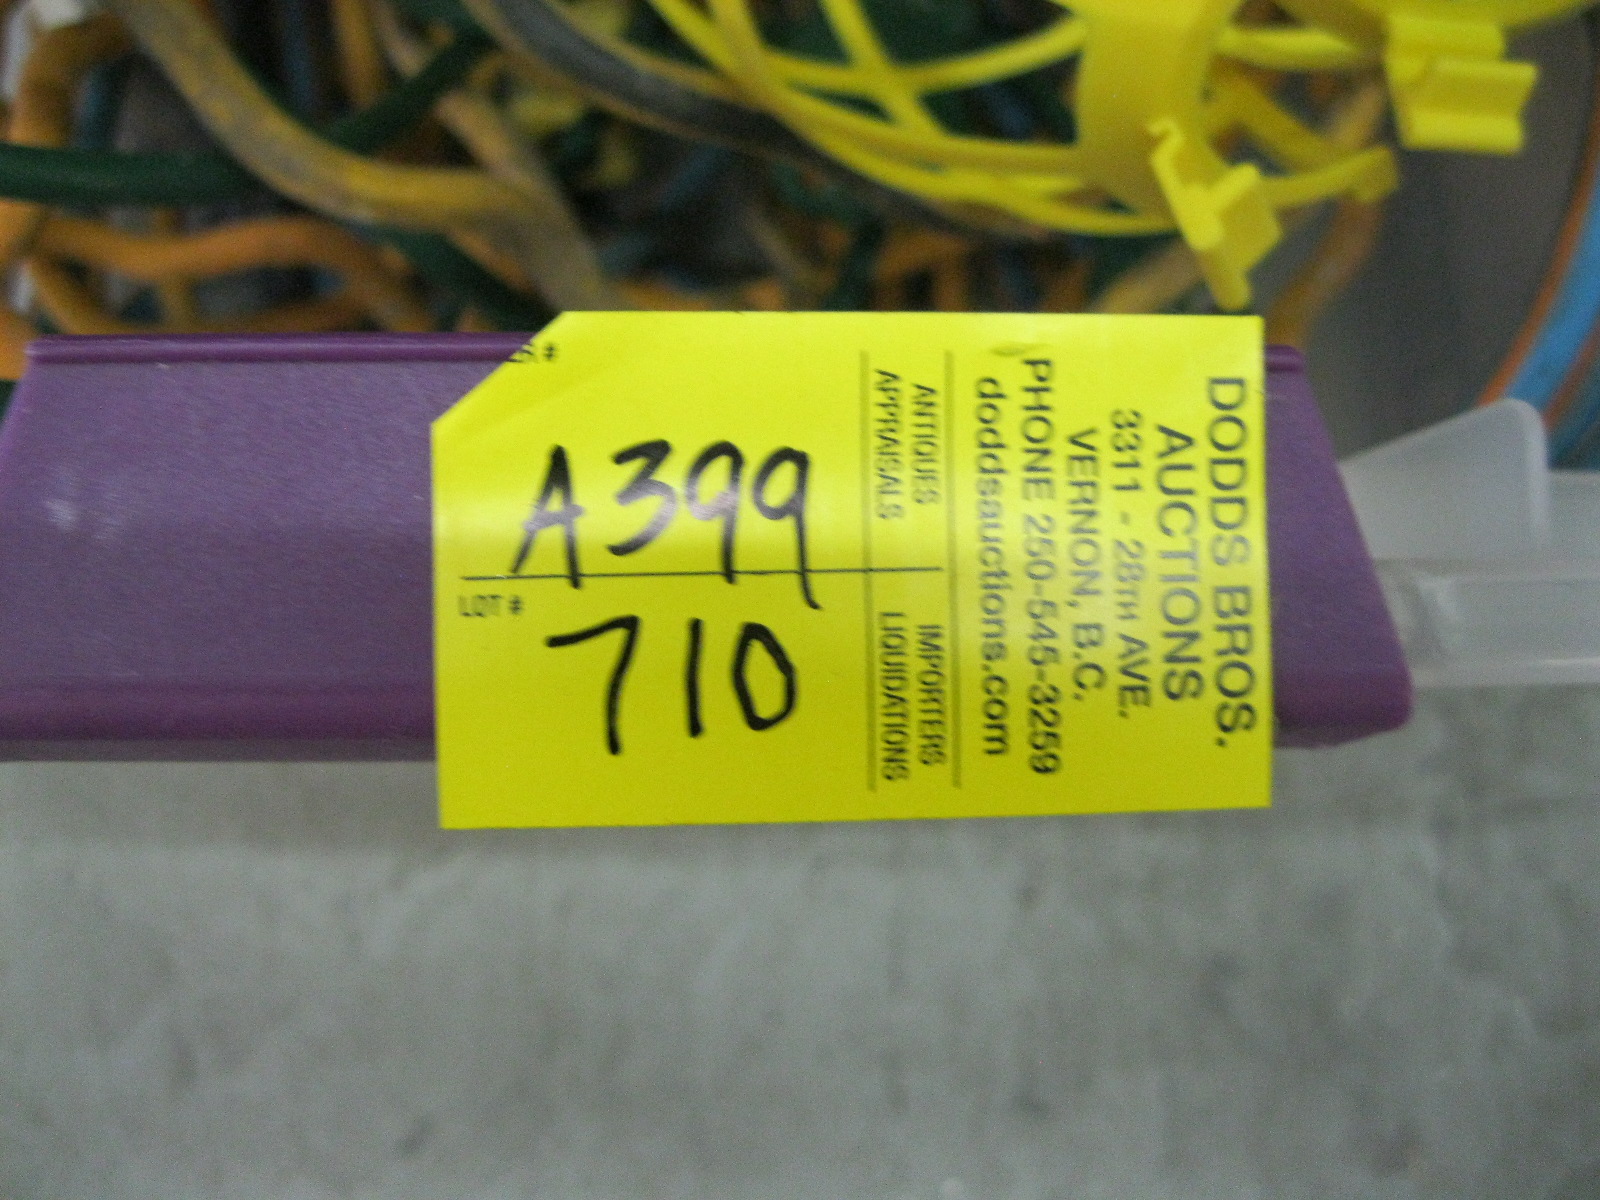 A399
LOT #
710
DODDS BROS.
AUCTIONS
3311 - 28TH AVE.
VERNON, B.C.
PHONE 250-545-3259
doddsauctions.com
ANTIQUES IMPORTERS
APPRAISALS LIQUIDATIONS